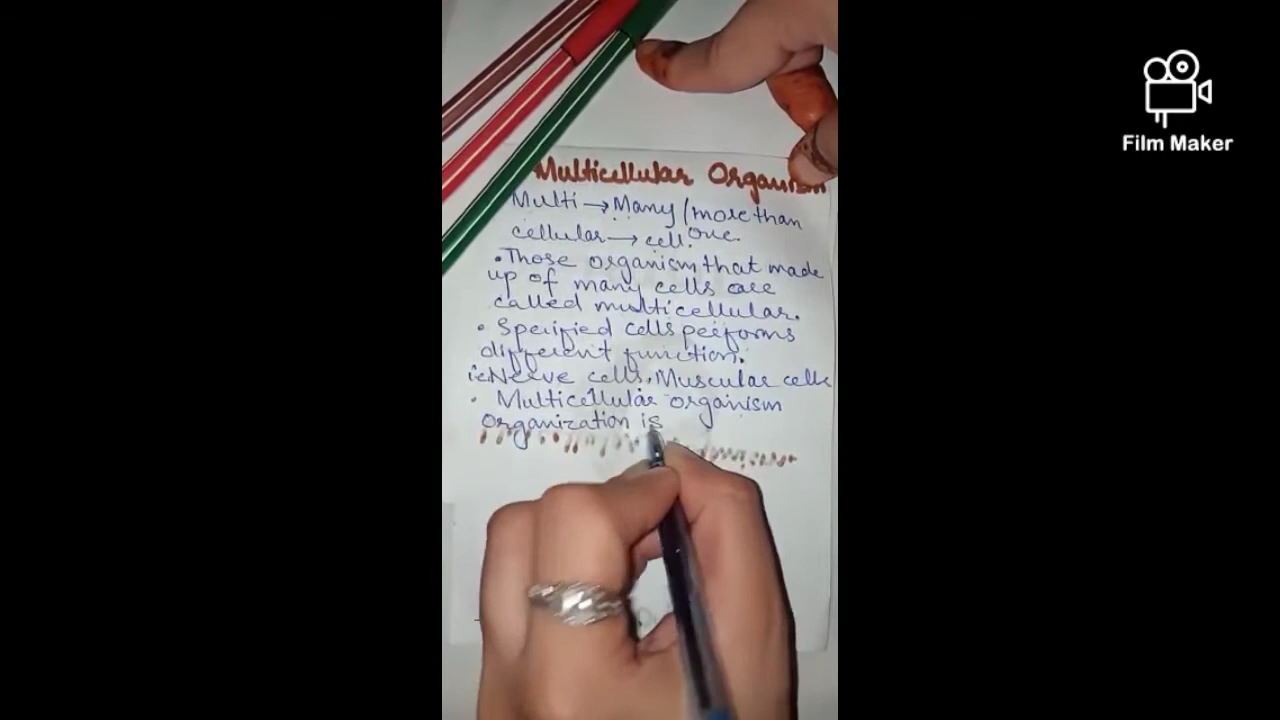 Multicellular Organism
Multi → Many / more than
cellular → cell. one.
• Those organism that made
up of many cells are
called multicellular.
• Specified cells performs
different function.
ie Nerve cells, Muscular cells
• Multicellular organism
organization is
Film Maker